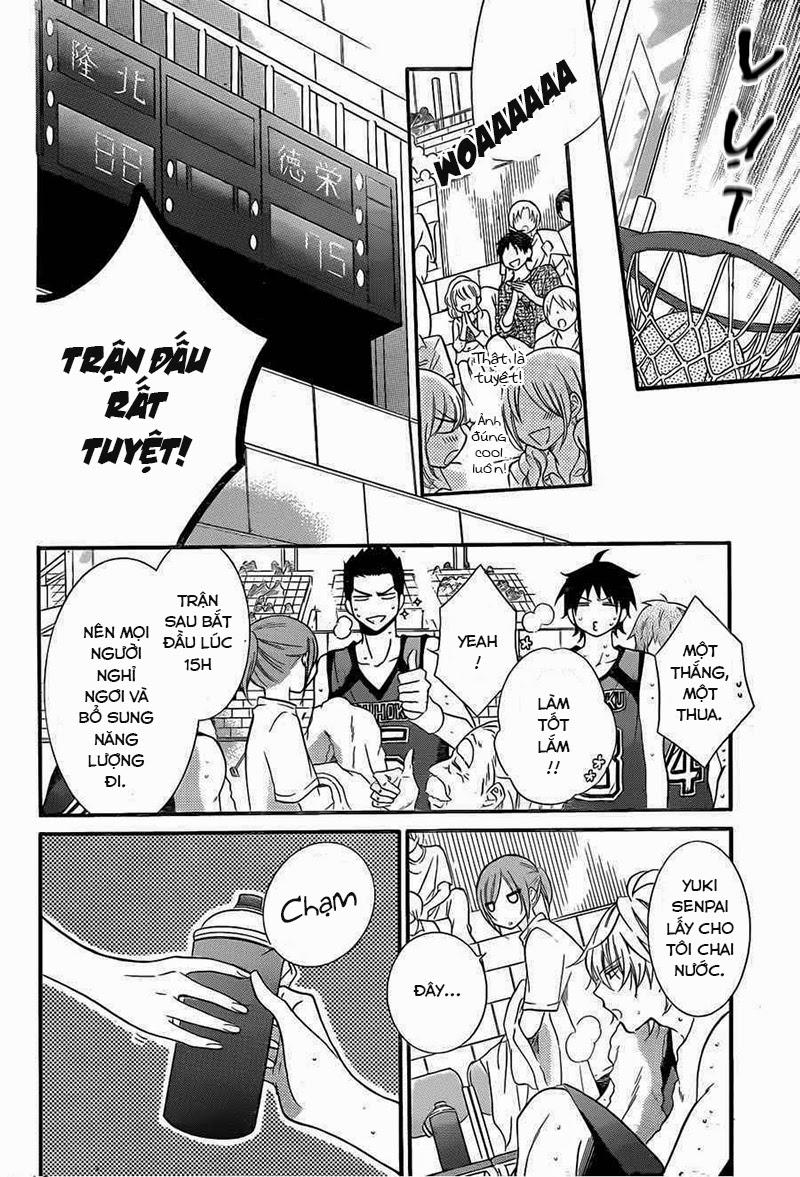 VỤT
WOAAAAAA
Thật là
tuyệt!
Ảnh
đúng
cool
luôn!
隆北
徳栄
88
75
TRẬN ĐẤU
RẤT
TUYỆT!
MỘT
THẮNG,
MỘT
THUA.
YEAH
!
LÀM
TỐT
LẮM
!!
TRẬN
SAU BẮT
ĐẦU LÚC
15H
NÊN MỌI
NGƯỜI
NGHỈ
NGƠI VÀ
BỔ SUNG
NĂNG
LƯỢNG
ĐI.
YUKI
SENPAI
LẤY CHO
TÔI CHAI
NƯỚC.
ĐÂY...
Chạm